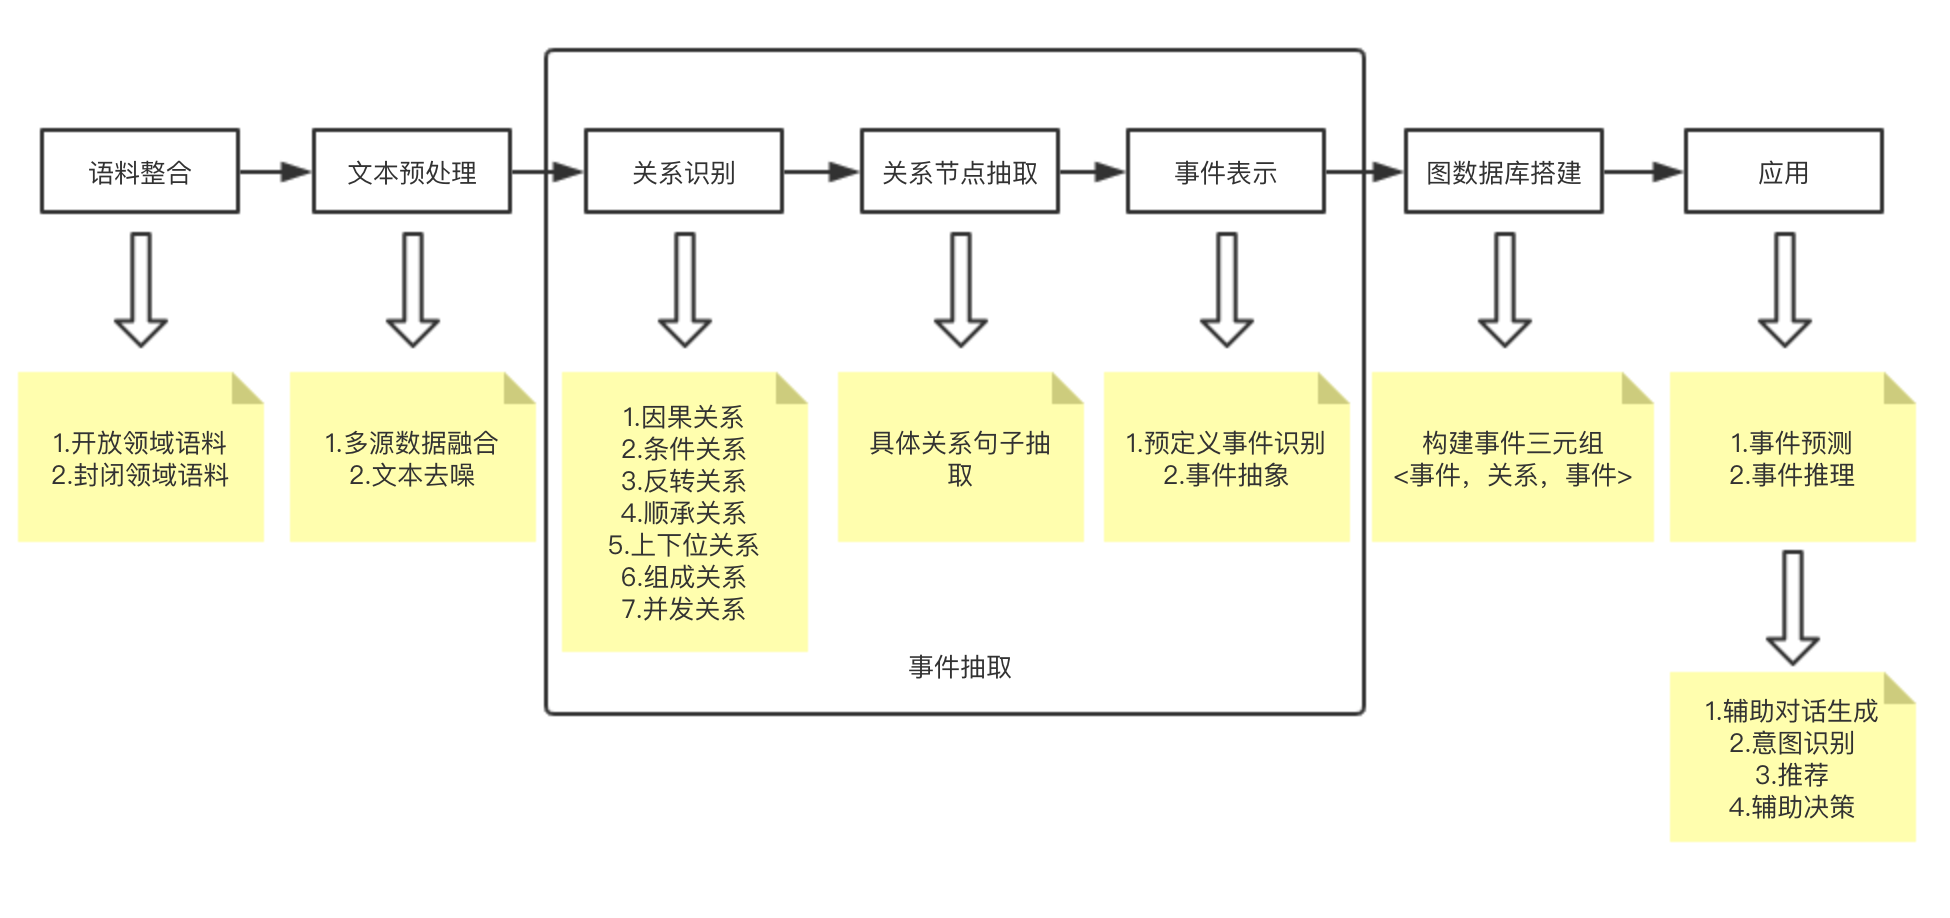 语料整合
文本预处理
关系识别
关系节点抽取
事件表示
图数据库搭建
应用
1.开放领域语料
2.封闭领域语料
1.多源数据融合
2.文本去噪
1.因果关系
2.条件关系
3.反转关系
4.顺承关系
5.上下位关系
6.组成关系
7.并发关系
具体关系句子抽
取
1.预定义事件识别
2.事件抽象
构建事件三元组
<事件，关系，事件>
1.事件预测
2.事件推理
事件抽取
1.辅助对话生成
2.意图识别
3.推荐
4.辅助决策